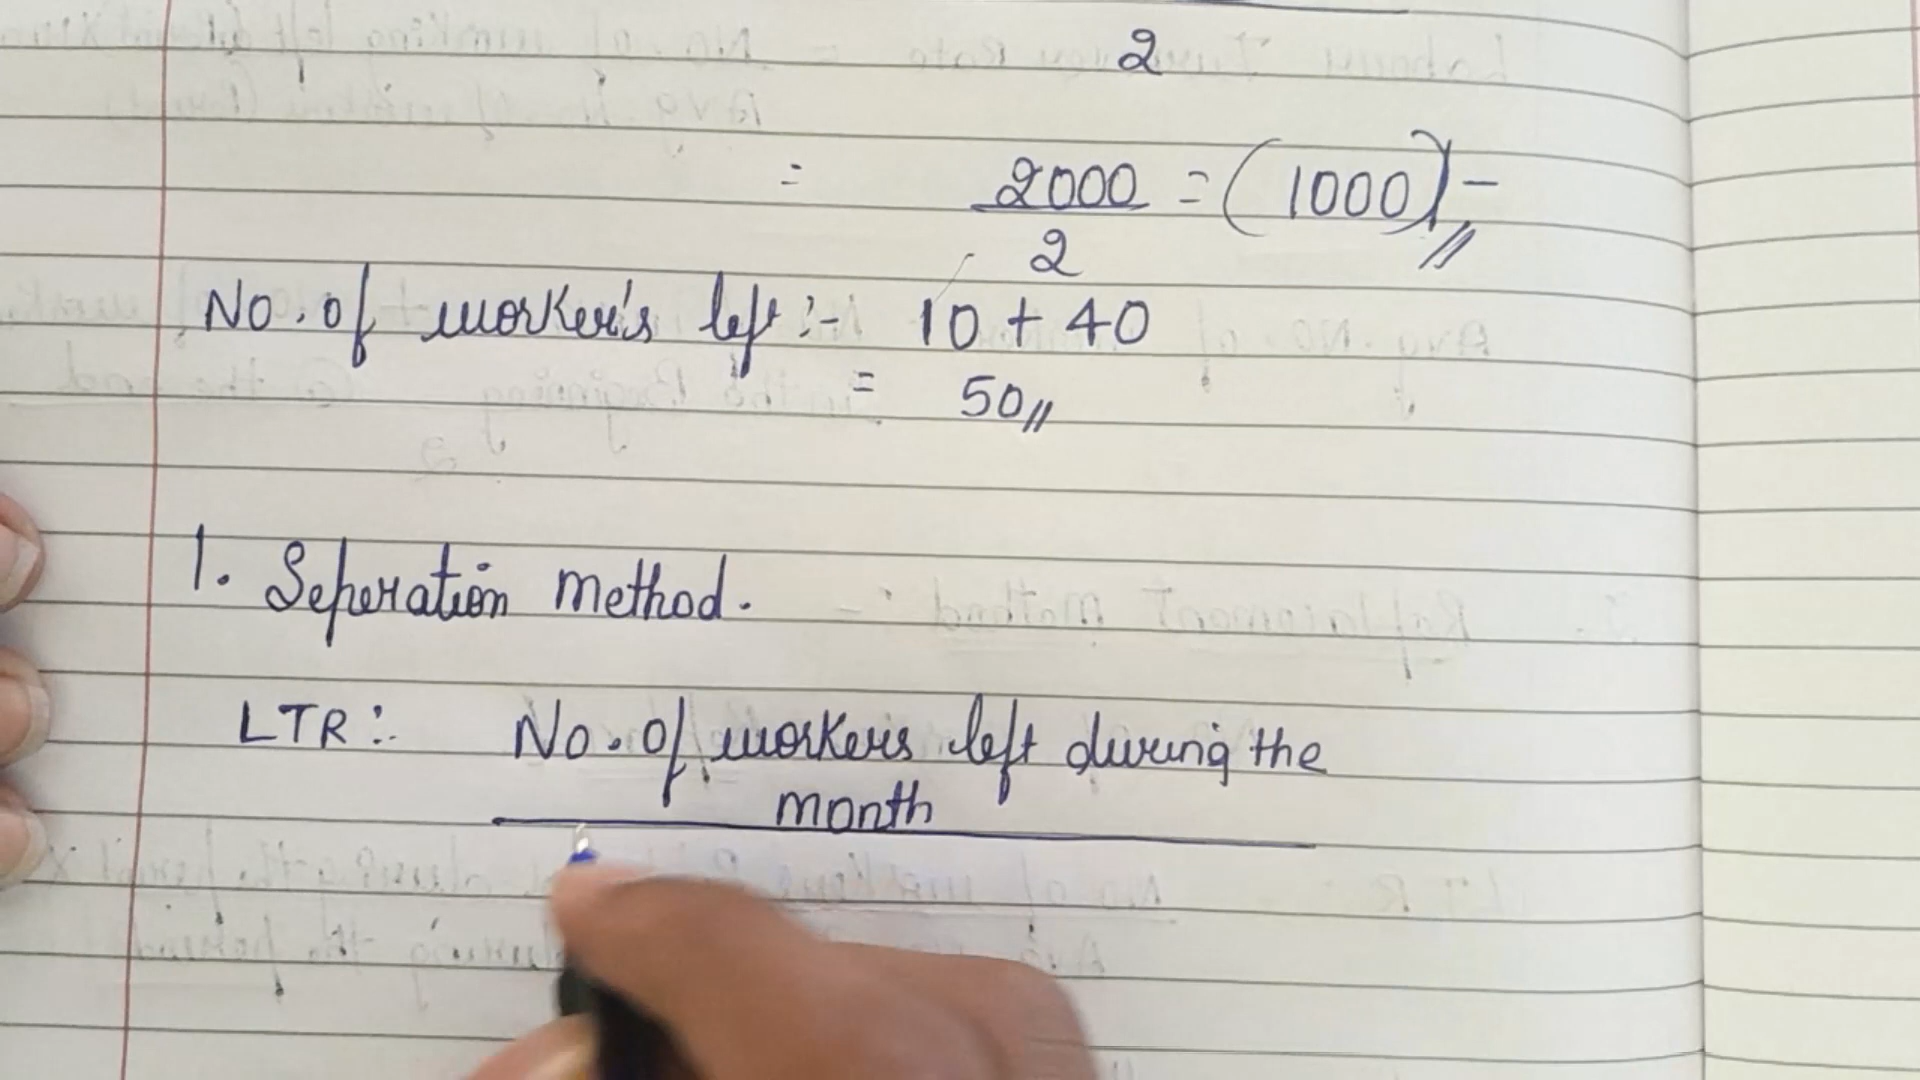 2
= 2000 = (1000) -
2
No. of worker's left :- 10 + 40
= 50
1. Seperation method.
LTR :- No. of workers left during the
month